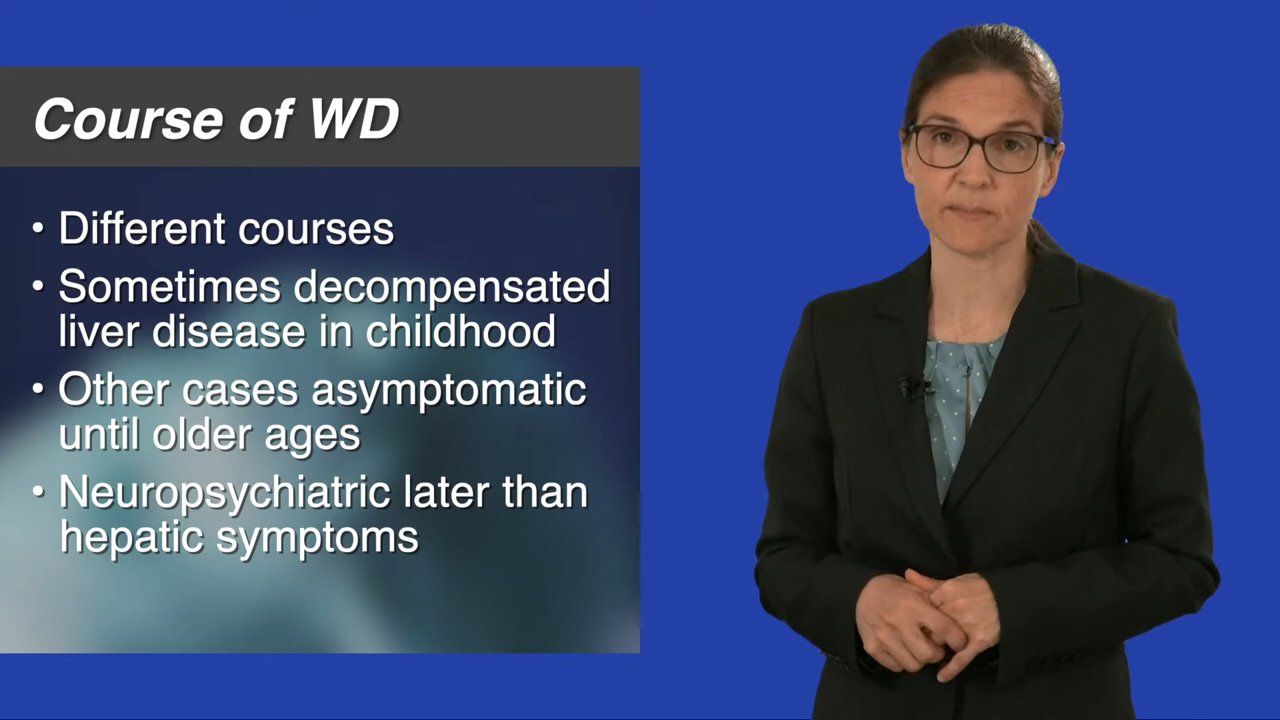 Course of WD
• Different courses
• Sometimes decompensated
liver disease in childhood
• Other cases asymptomatic
until older ages
• Neuropsychiatric later than
hepatic symptoms